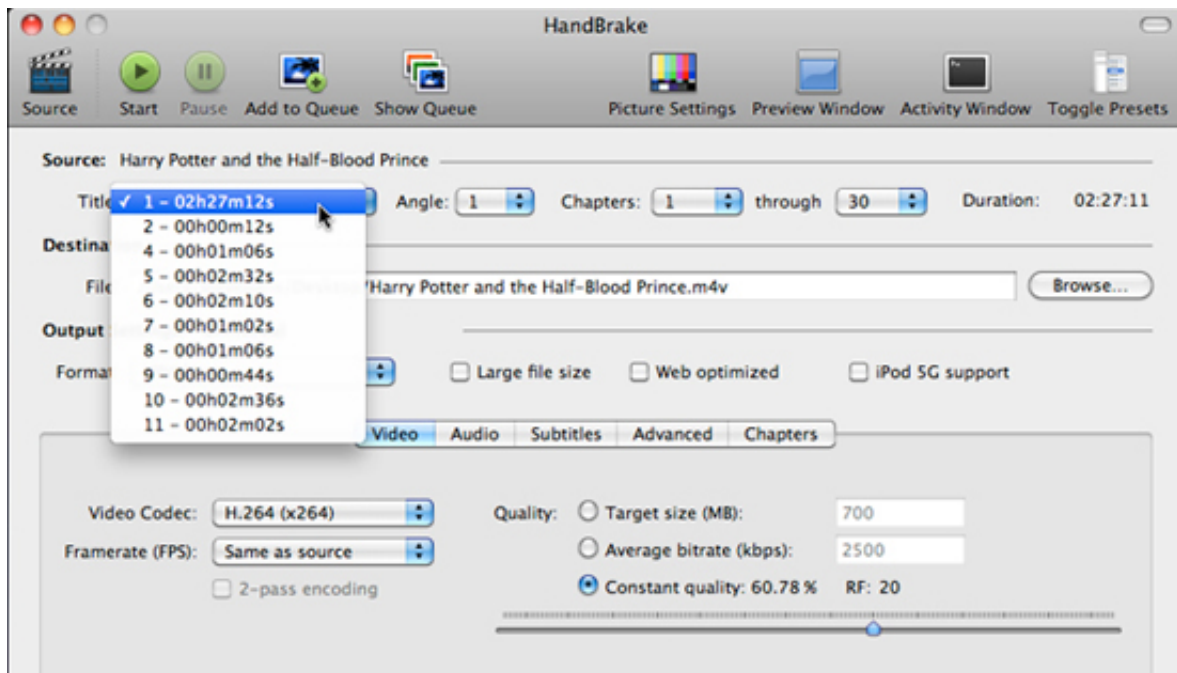 HandBrake
Source Start Pause Add to Queue Show Queue Picture Settings Preview Window Activity Window Toggle Presets
Source: Harry Potter and the Half-Blood Prince
Title ✓ 1 - 02h27m12s Angle: 1 Chapters: 1 through 30 Duration: 02:27:11
2 - 00h00m12s
Destina
4 - 00h01m06s
5 - 00h02m32s
File Harry Potter and the Half-Blood Prince.m4v Browse...
6 - 00h02m10s
7 - 00h01m02s
Output
8 - 00h01m06s
Format 9 - 00h00m44s Large file size Web optimized iPod 5G support
10 - 00h02m36s
11 - 00h02m02s
Video Audio Subtitles Advanced Chapters
Video Codec: H.264 (x264) Quality: Target size (MB): 700
Framerate (FPS): Same as source Average bitrate (kbps): 2500
2-pass encoding Constant quality: 60.78 % RF: 20